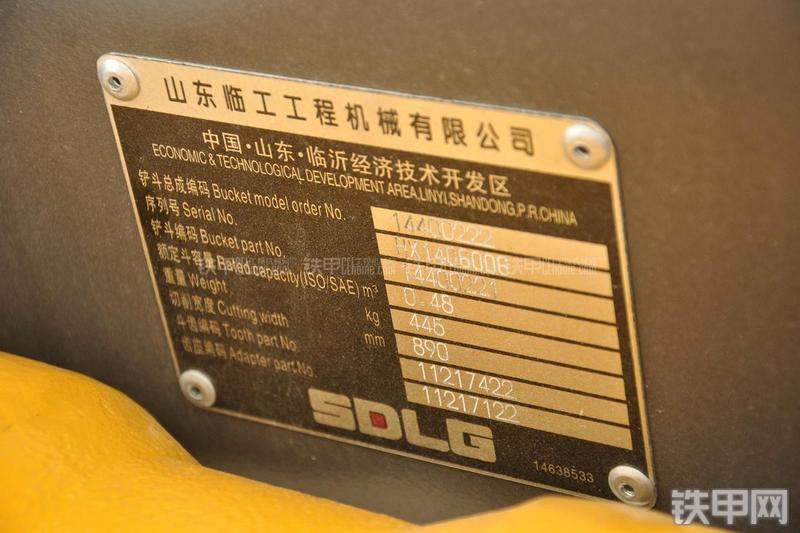 山东临工工程机械有限公司
中国·山东·临沂经济技术开发区
ECONOMIC & TECHNOLOGICAL DEVELOPMENT AREA,LINYI,SHANDONG,P.R.CHINA
铲斗总成编码 Bucket model order No. 14400222
序列号 Serial No.
铲斗编码 Bucket part No. 14400221
额定斗容量 Rated capacity(ISO/SAE) m³ 0.48
重量 Weight kg 445
切削宽度 Cutting width mm 890
斗齿编码 Tooth part No. 11217422
齿座编码 Adapter part No. 11217122
SDLG
14638533
铁甲网